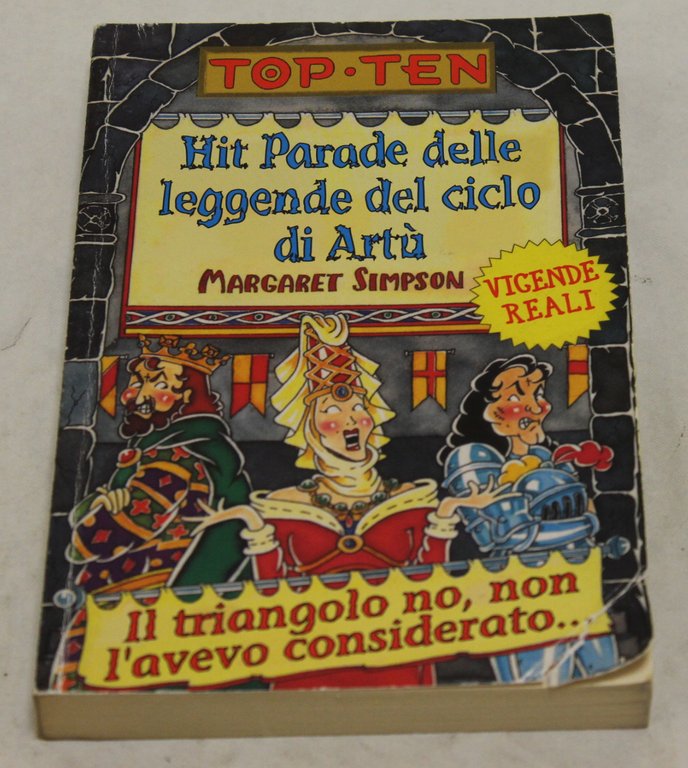 TOP·TEN
Hit Parade delle
leggende del ciclo
di Artù
MARGARET SIMPSON
VICENDE
REALI
Il triangolo no, non
l'avevo considerato...